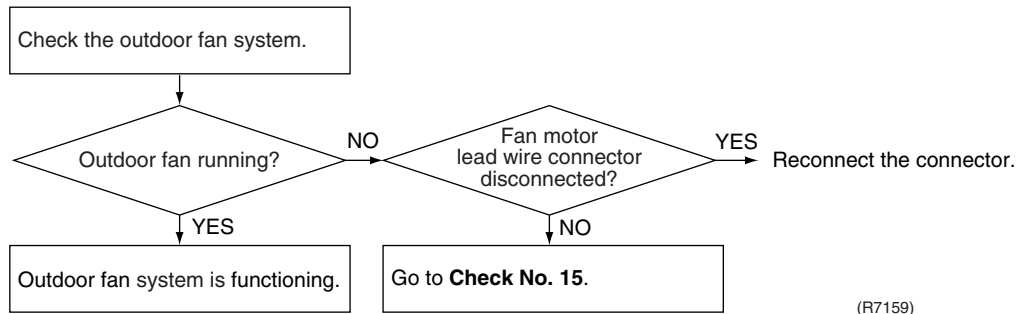 Check the outdoor fan system.
Outdoor fan running?
NO
Fan motor
lead wire connector
disconnected?
YES
Reconnect the connector.
YES
NO
Outdoor fan system is functioning.
Go to Check No. 15.
(R7159)